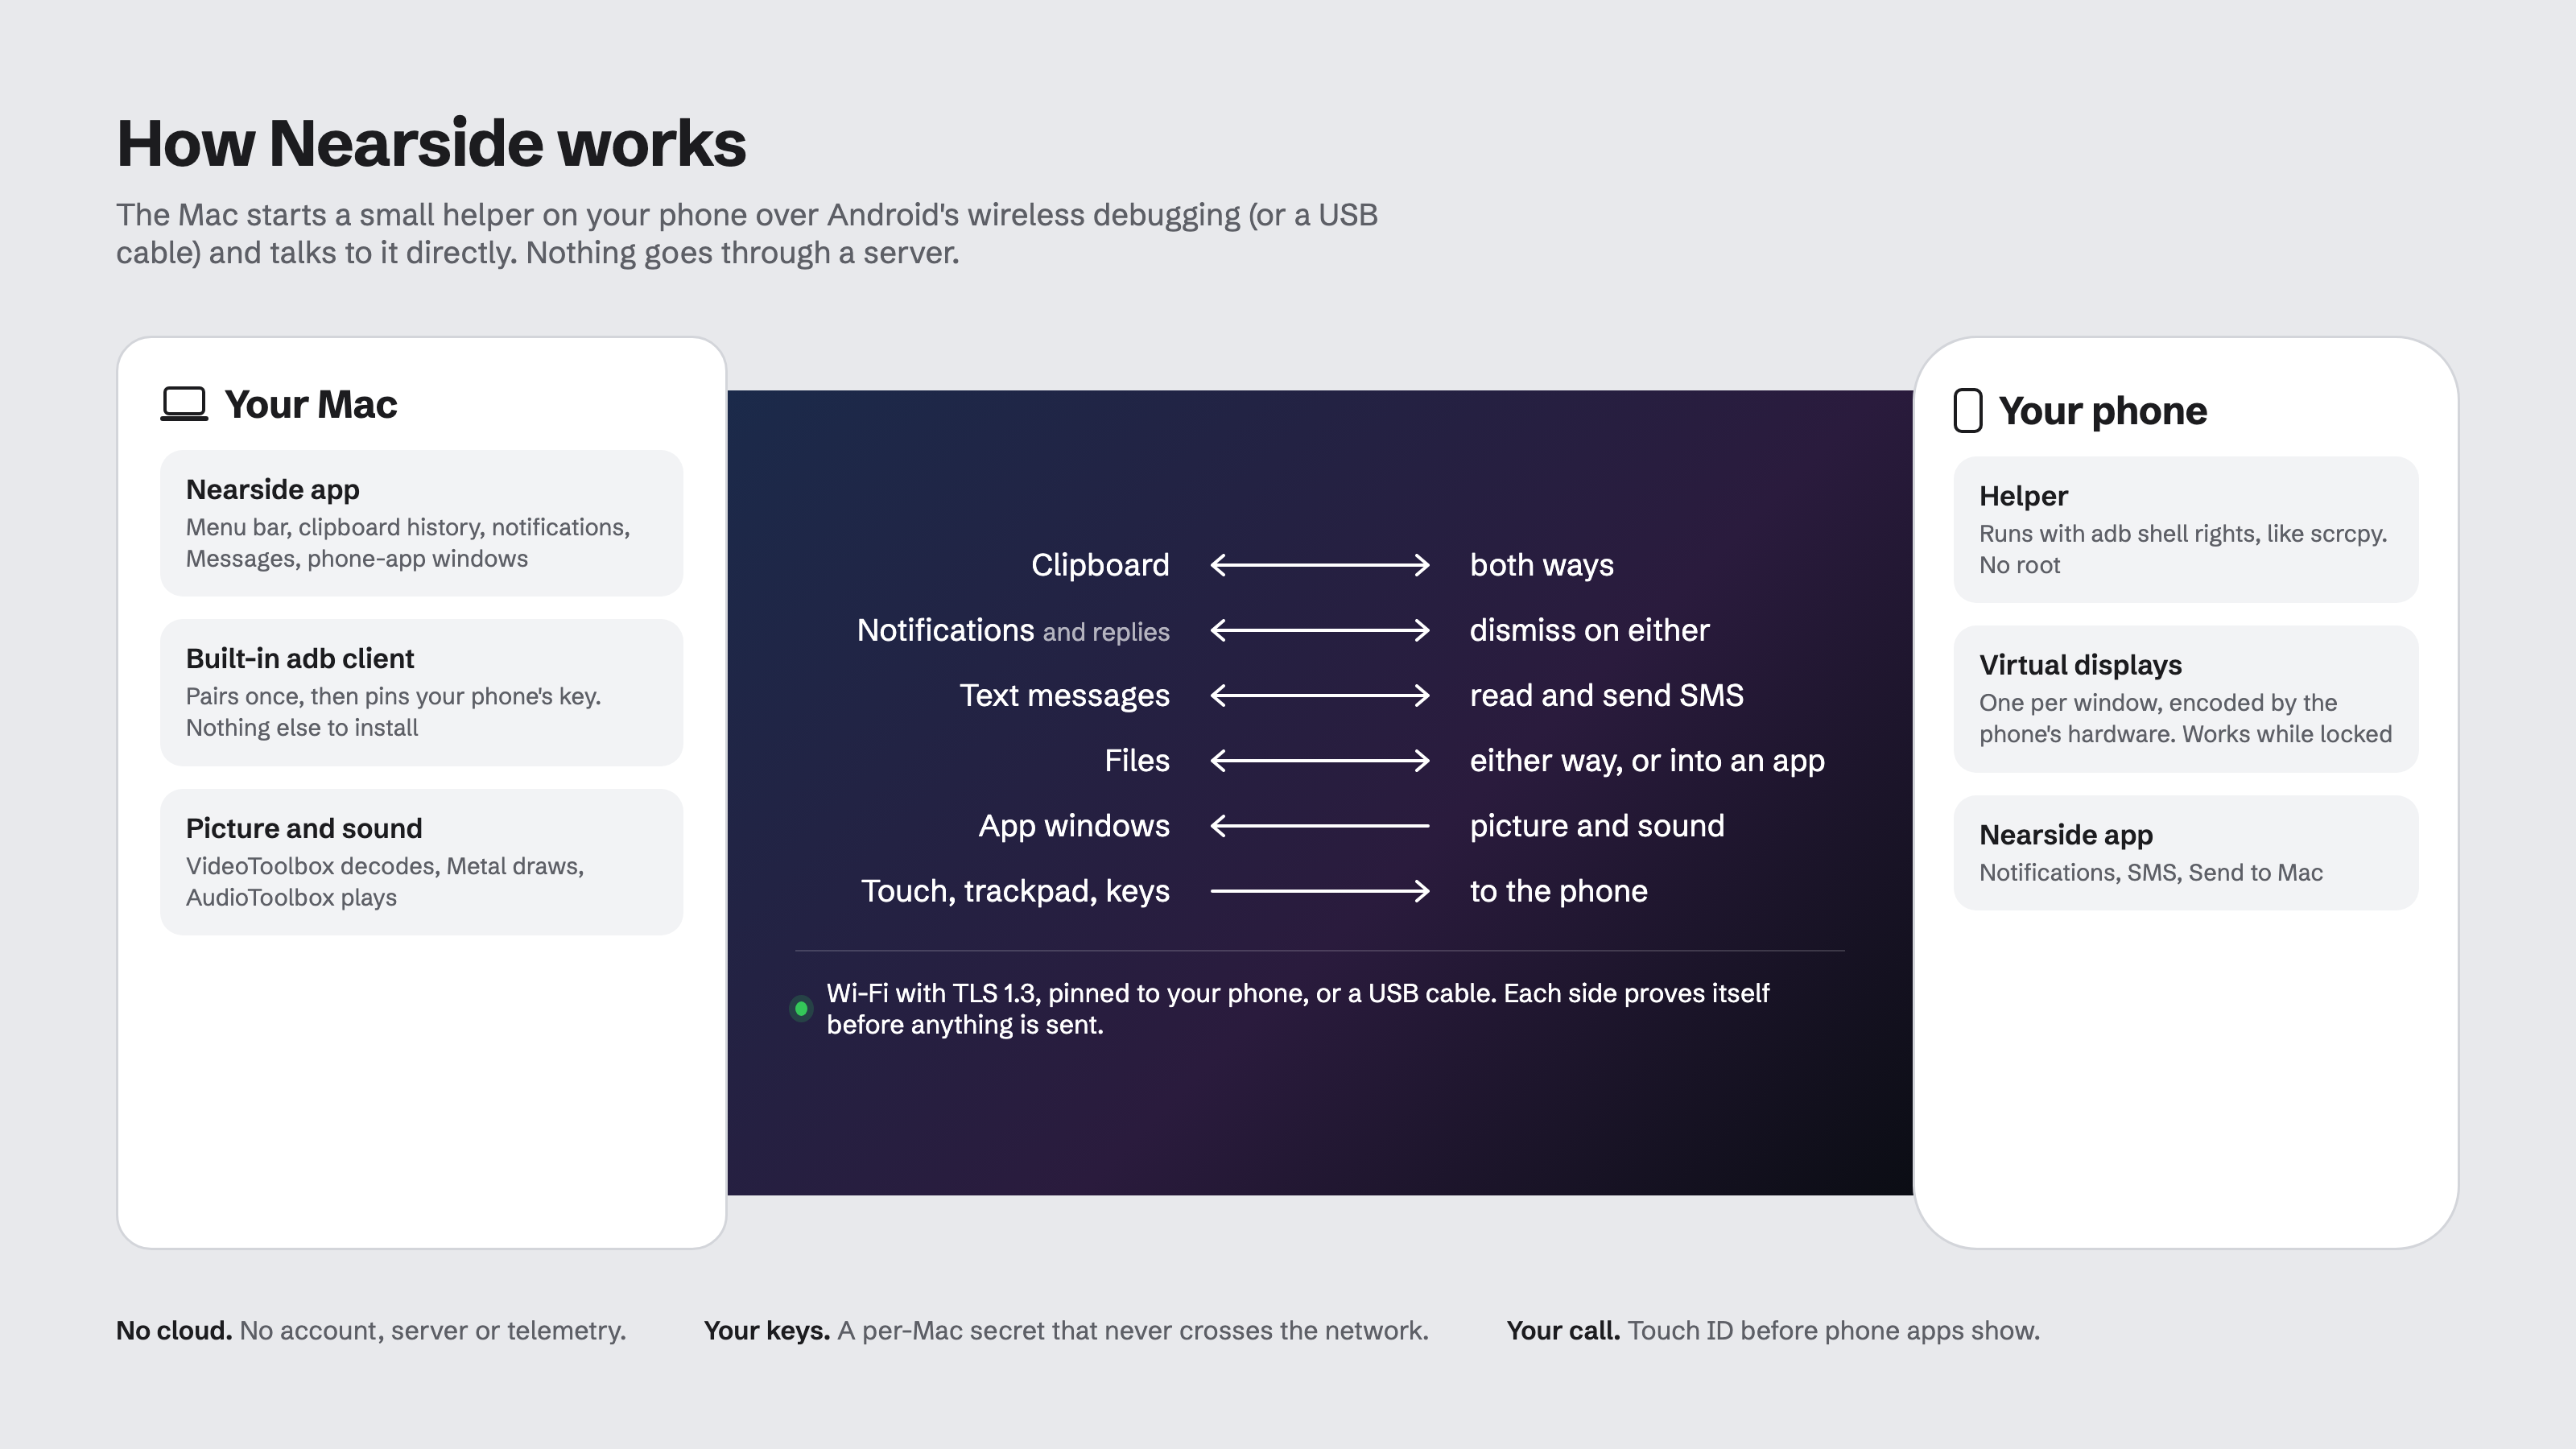 How Nearside works
The Mac starts a small helper on your phone over Android's wireless debugging (or a USB
cable) and talks to it directly. Nothing goes through a server.
Your Mac
Nearside app
Menu bar, clipboard history, notifications,
Messages, phone-app windows
Built-in adb client
Pairs once, then pins your phone's key.
Nothing else to install
Picture and sound
VideoToolbox decodes, Metal draws,
AudioToolbox plays
Clipboard both ways
Notifications and replies dismiss on either
Text messages read and send SMS
Files either way, or into an app
App windows picture and sound
Touch, trackpad, keys to the phone
Wi-Fi with TLS 1.3, pinned to your phone, or a USB cable. Each side proves itself
before anything is sent.
Your phone
Helper
Runs with adb shell rights, like scrcpy.
No root
Virtual displays
One per window, encoded by the
phone's hardware. Works while locked
Nearside app
Notifications, SMS, Send to Mac
No cloud. No account, server or telemetry.
Your keys. A per-Mac secret that never crosses the network.
Your call. Touch ID before phone apps show.